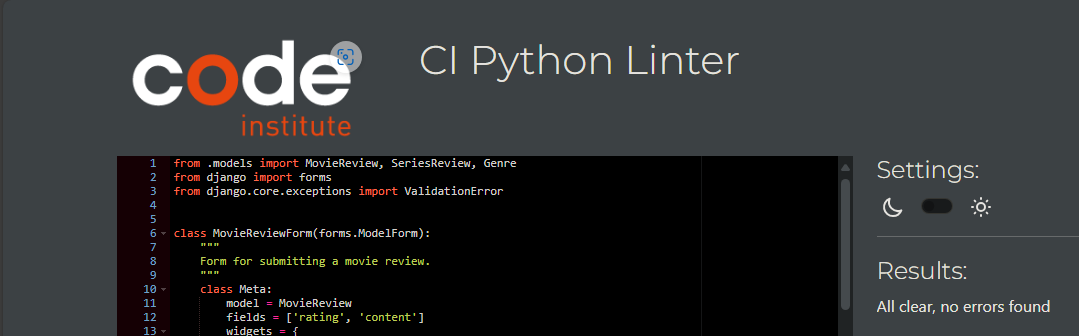 code
institute
CI Python Linter
1 from .models import MovieReview, SeriesReview, Genre
2 from django import forms
3 from django.core.exceptions import ValidationError
4
5
6 class MovieReviewForm(forms.ModelForm):
7 """
8 Form for submitting a movie review.
9 """
10 class Meta:
11 model = MovieReview
12 fields = ['rating', 'content']
13 widgets = {
Settings:
Results:
All clear, no errors found